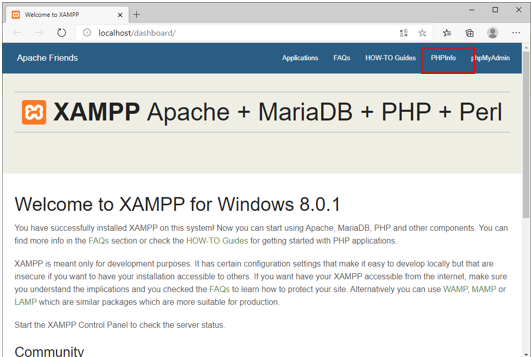 Welcome to XAMPP
localhost/dashboard/
Apache Friends
Applications
FAQs
HOW-TO Guides
PHPInfo
phpMyAdmin
XAMPP Apache + MariaDB + PHP + Perl
Welcome to XAMPP for Windows 8.0.1
You have successfully installed XAMPP on this system! Now you can start using Apache, MariaDB, PHP and other components. You can
find more info in the FAQs section or check the HOW-TO Guides for getting started with PHP applications.
XAMPP is meant only for development purposes. It has certain configuration settings that make it easy to develop locally but that are
insecure if you want to have your installation accessible to others. If you want have your XAMPP accessible from the internet, make sure
you understand the implications and you checked the FAQs to learn how to protect your site. Alternatively you can use WAMP, MAMP or
LAMP which are similar packages which are more suitable for production.
Start the XAMPP Control Panel to check the server status.
Community